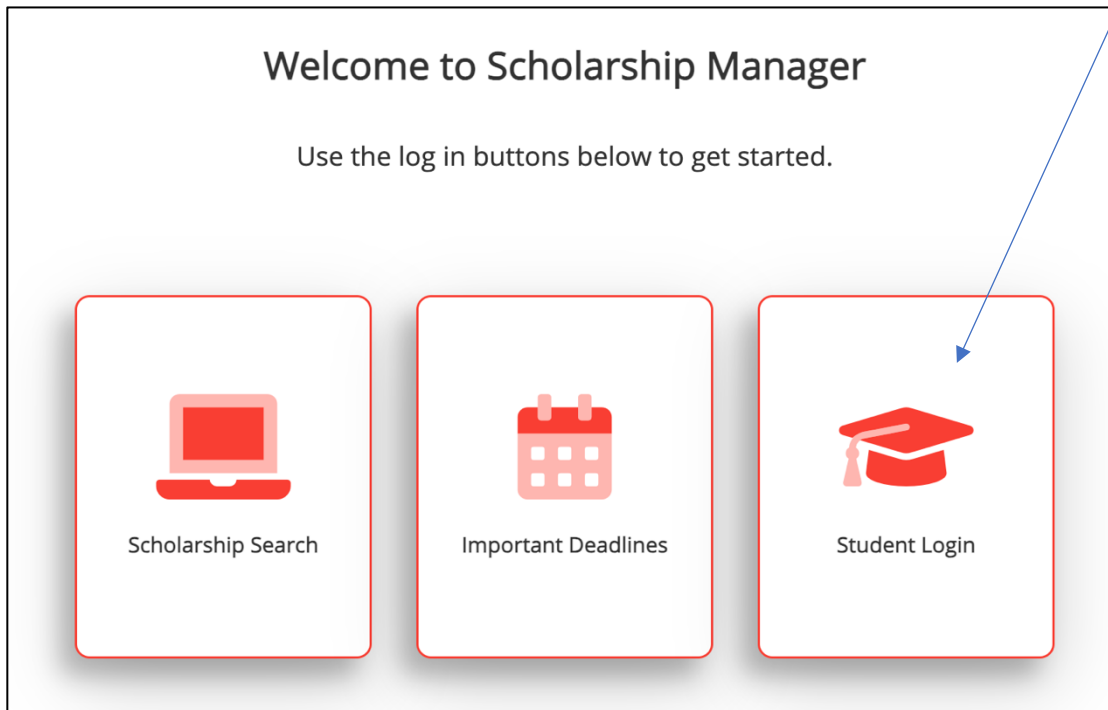 Welcome to Scholarship Manager
Use the log in buttons below to get started.
Scholarship Search
Important Deadlines
Student Login